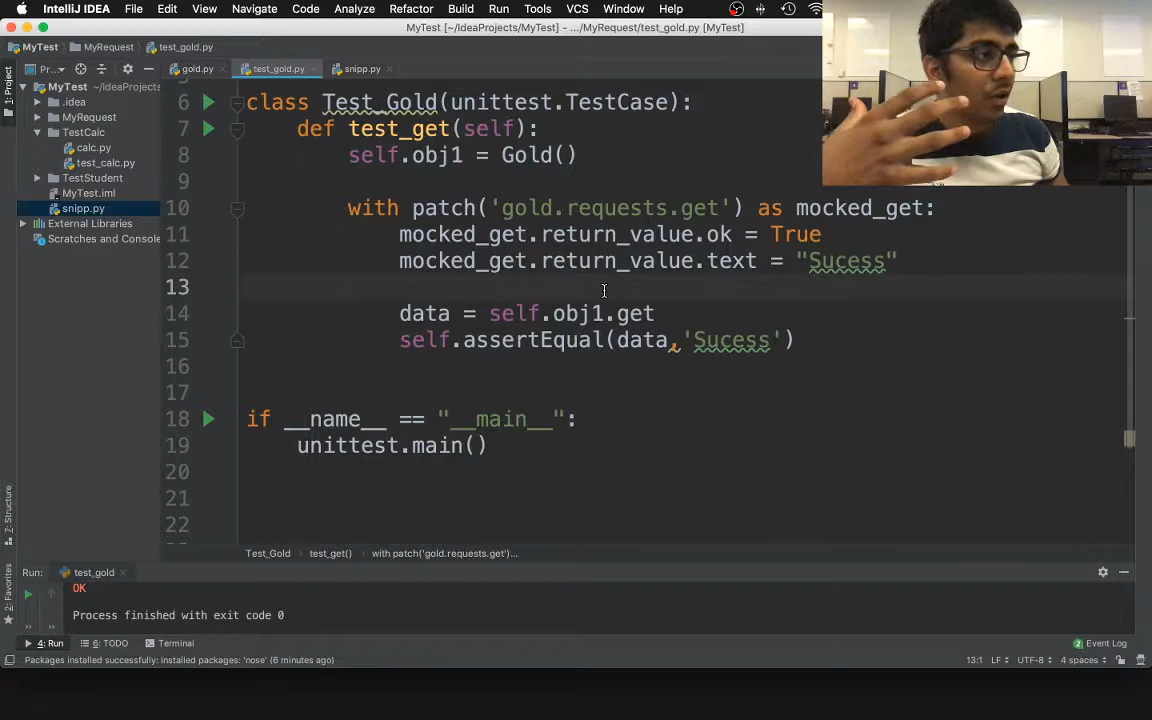 IntelliJ IDEA File Edit View Navigate Code Analyze Refactor Build Run Tools VCS Window Help
MyTest [~/IdeaProjects/MyTest] - .../MyRequest/test_gold.py [MyTest]
MyTest MyRequest test_gold.py
1: Project
Pr...
gold.py test_gold.py snipp.py
MyTest ~/IdeaProjects
.idea
MyRequest
TestCalc
calc.py
test_calc.py
TestStudent
MyTest.iml
snipp.py
External Libraries
Scratches and Console
6 class Test_Gold(unittest.TestCase):
7 def test_get(self):
8 self.obj1 = Gold()
9
10 with patch('gold.requests.get') as mocked_get:
11 mocked_get.return_value.ok = True
12 mocked_get.return_value.text = "Sucess"
13
14 data = self.obj1.get
15 self.assertEqual(data,'Sucess')
16
17
18 if __name__ == "__main__":
19 unittest.main()
20
21
22
Test_Gold test_get() with patch('gold.requests.get')...
7: Structure
2: Favorites
Run: test_gold
OK
Process finished with exit code 0
4: Run 6: TODO Terminal Event Log
Packages installed successfully: Installed packages: 'nose' (6 minutes ago) 13:1 LF UTF-8 4 spaces